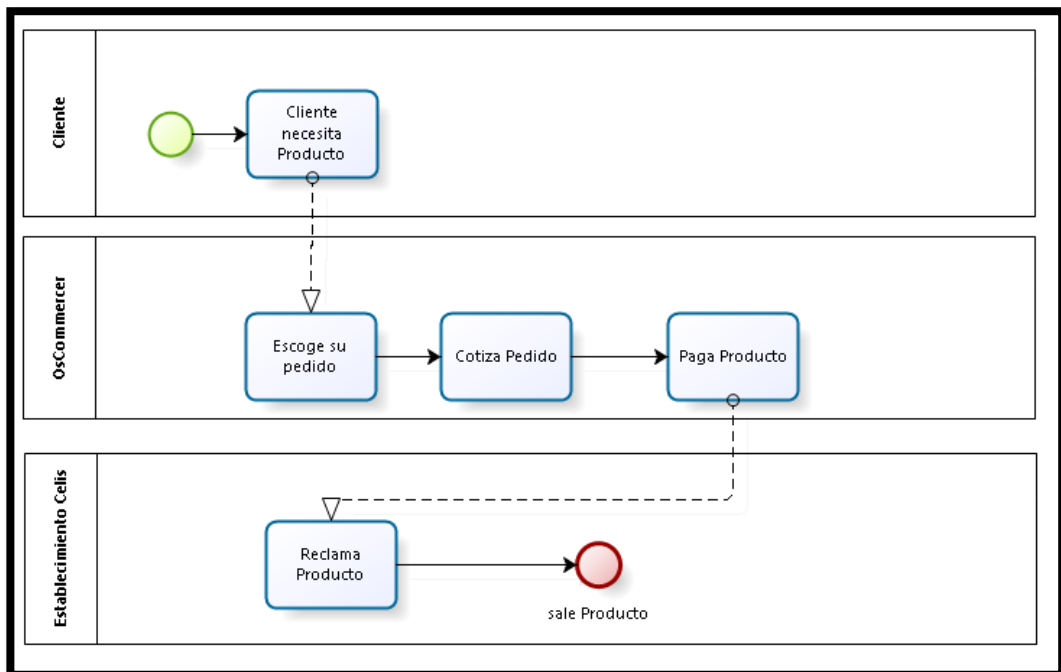 Cliente
Cliente
necesita
Producto
OsCommercer
Escoge su
pedido
Cotiza Pedido
Paga Producto
Establecimiento Celis
Reclama
Producto
sale Producto